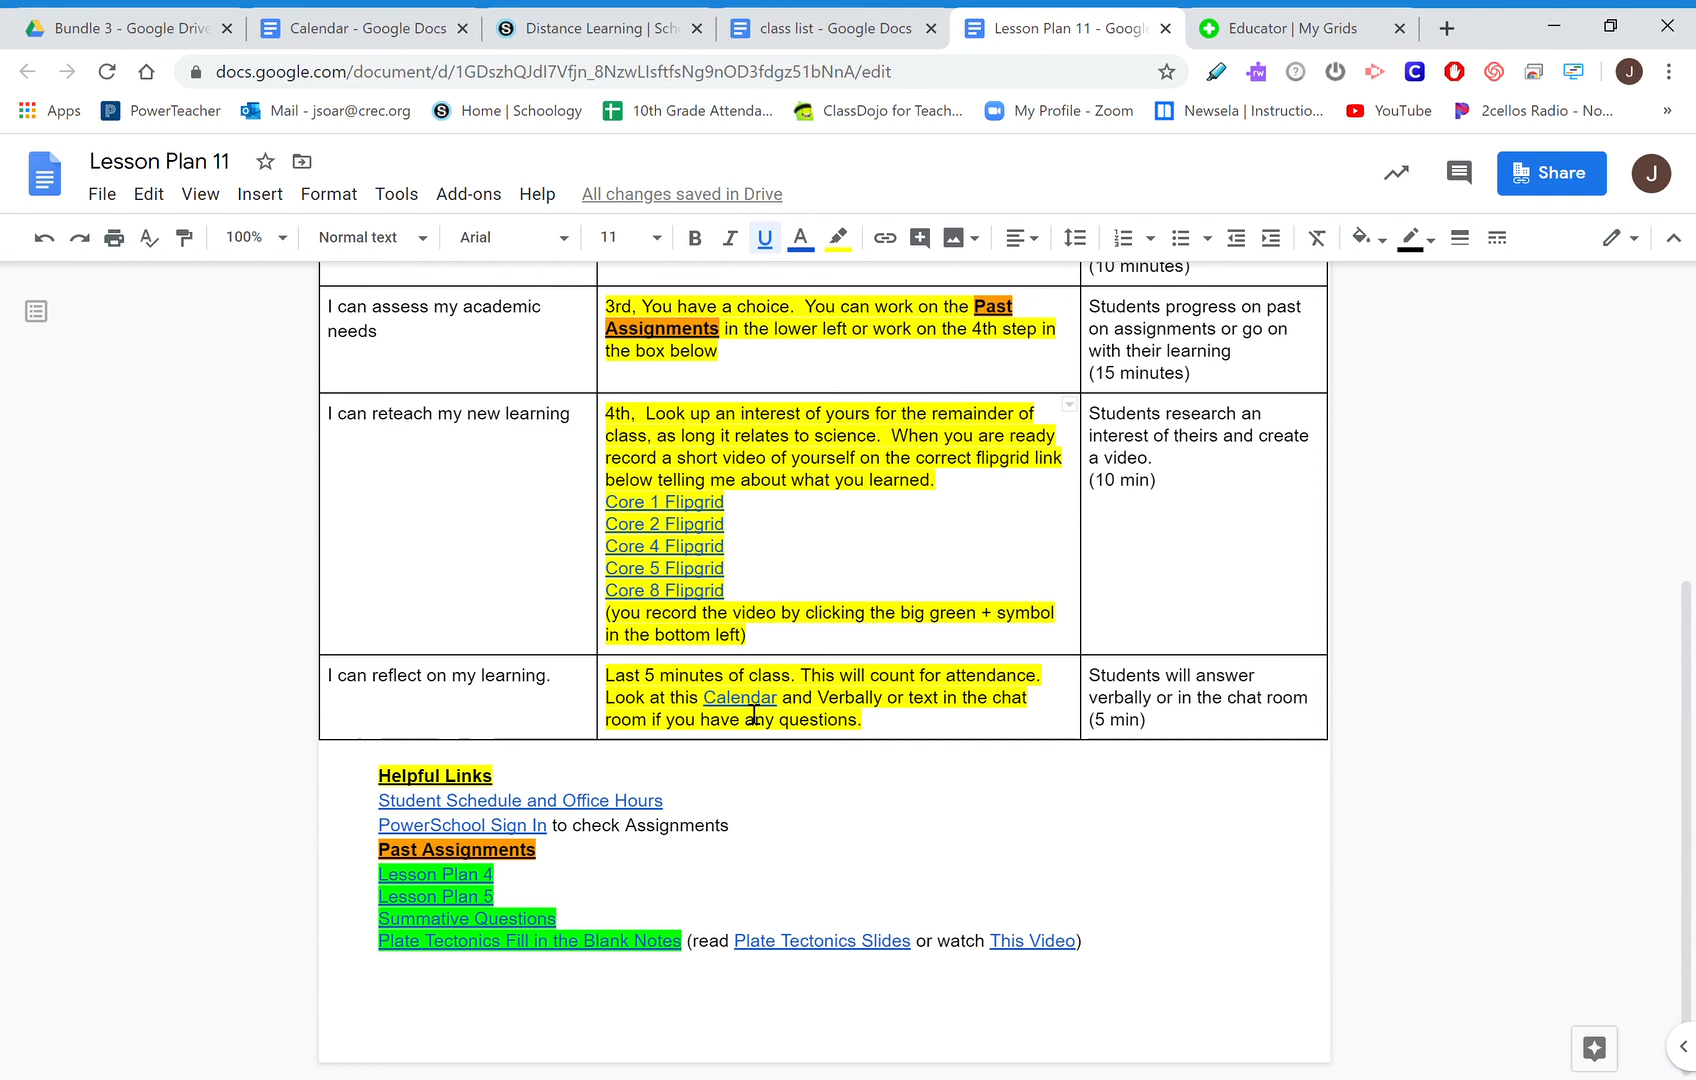 Bundle 3 - Google Drive
Calendar - Google Docs
Distance Learning | Sch
class list - Google Docs
Lesson Plan 11 - Googl
Educator | My Grids
docs.google.com/document/d/1GDszhQJdI7Vfjn_8NzwLIsftfsNg9nOD3fdgz51bNnA/edit
Apps
PowerTeacher
Mail - jsoar@crec.org
Home | Schoology
10th Grade Attenda...
ClassDojo for Teach...
My Profile - Zoom
Newsela | Instructio...
YouTube
2cellos Radio - No...
»
Lesson Plan 11
File Edit View Insert Format Tools Add-ons Help All changes saved in Drive
Share
J
100% Normal text Arial 11 B I U A
(10 minutes)
I can assess my academic
needs
3rd, You have a choice.  You can work on the Past
Assignments in the lower left or work on the 4th step in
the box below
Students progress on past
on assignments or go on
with their learning
(15 minutes)
I can reteach my new learning
4th,  Look up an interest of yours for the remainder of
class, as long it relates to science.  When you are ready
record a short video of yourself on the correct flipgrid link
below telling me about what you learned.
Core 1 Flipgrid
Core 2 Flipgrid
Core 4 Flipgrid
Core 5 Flipgrid
Core 8 Flipgrid
(you record the video by clicking the big green + symbol
in the bottom left)
Students research an
interest of theirs and create
a video.
(10 min)
I can reflect on my learning.
Last 5 minutes of class. This will count for attendance.
Look at this Calendar and Verbally or text in the chat
room if you have any questions.
Students will answer
verbally or in the chat room
(5 min)
Helpful Links
Student Schedule and Office Hours
PowerSchool Sign In to check Assignments
Past Assignments
Lesson Plan 4
Lesson Plan 5
Summative Questions
Plate Tectonics Fill in the Blank Notes (read Plate Tectonics Slides or watch This Video)